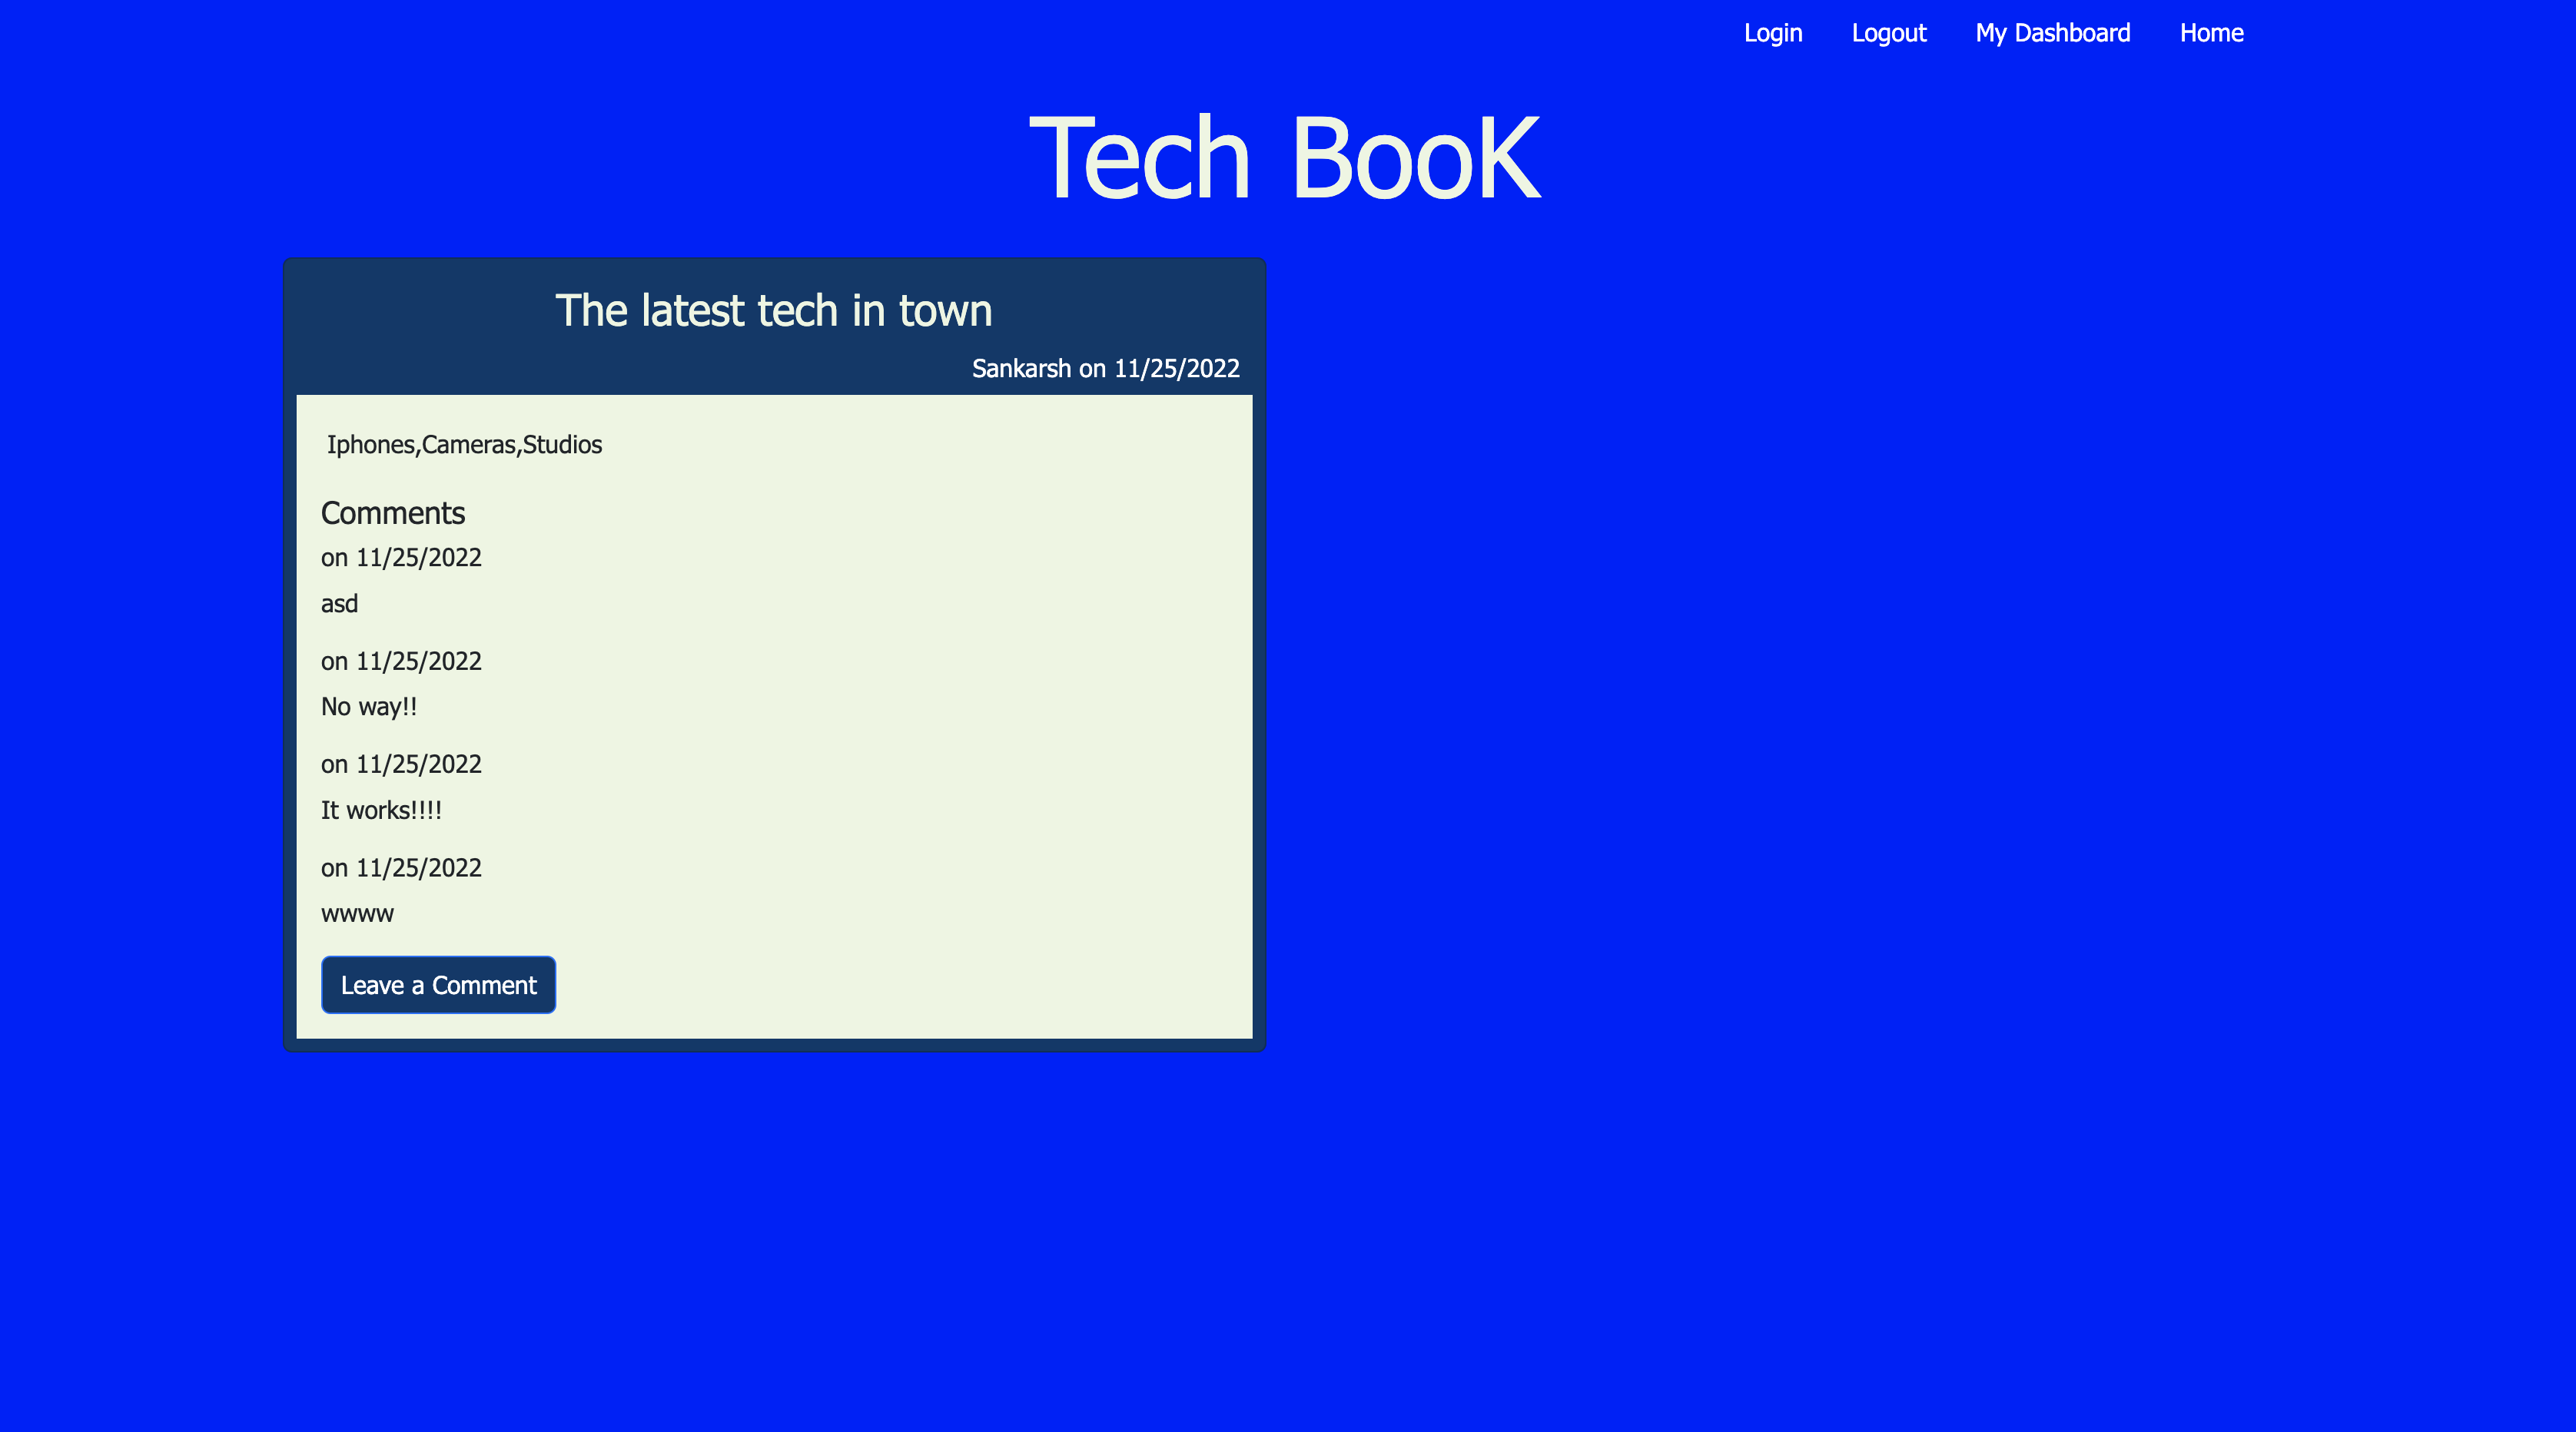 Login Logout My Dashboard Home
Tech BooK
The latest tech in town
Sankarsh on 11/25/2022
Iphones,Cameras,Studios
Comments
on 11/25/2022
asd
on 11/25/2022
No way!!
on 11/25/2022
It works!!!!
on 11/25/2022
wwww
Leave a Comment